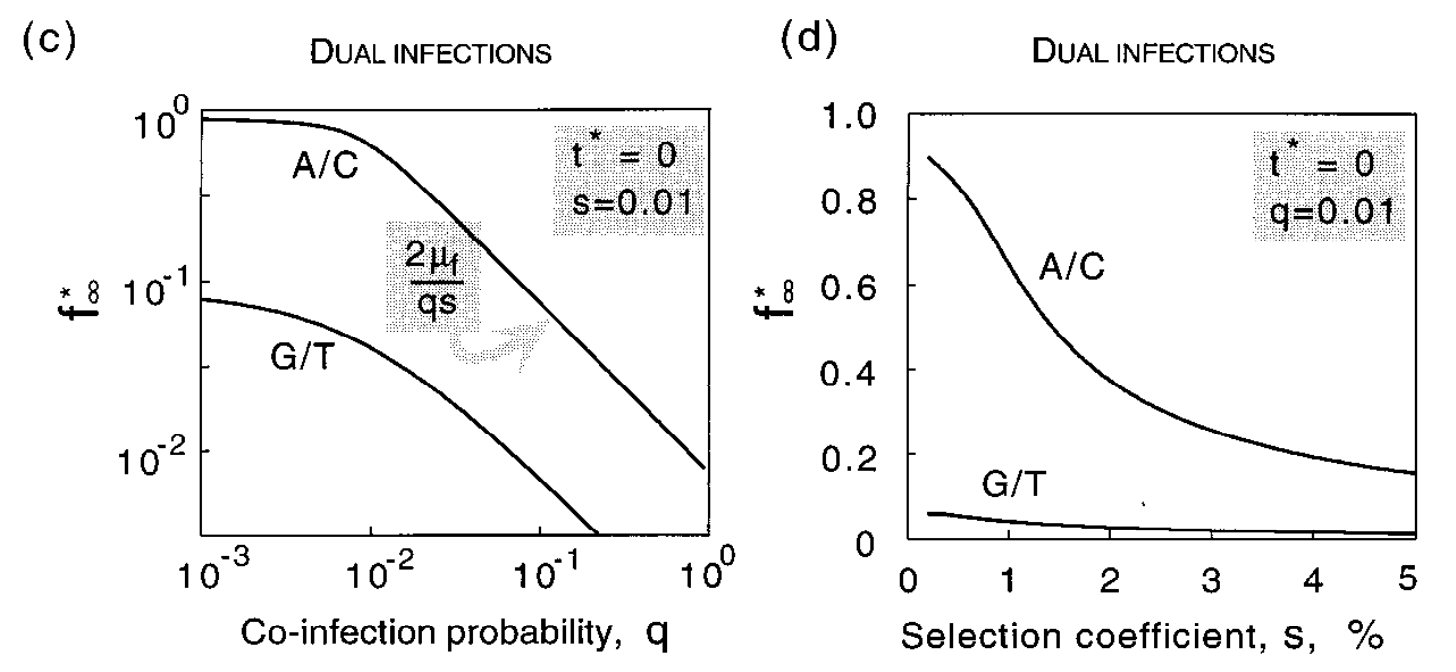 (c)
DUAL INFECTIONS
10^0
10^-1
10^-2
f*∞
A/C
G/T
t* = 0
s=0.01
2μf
qs
10^-3
10^-2
10^-1
10^0
Co-infection probability, q
(d)
DUAL INFECTIONS
1.0
0.8
0.6
0.4
0.2
0
f*∞
A/C
G/T
t* = 0
q=0.01
0 1 2 3 4 5
Selection coefficient, s, %